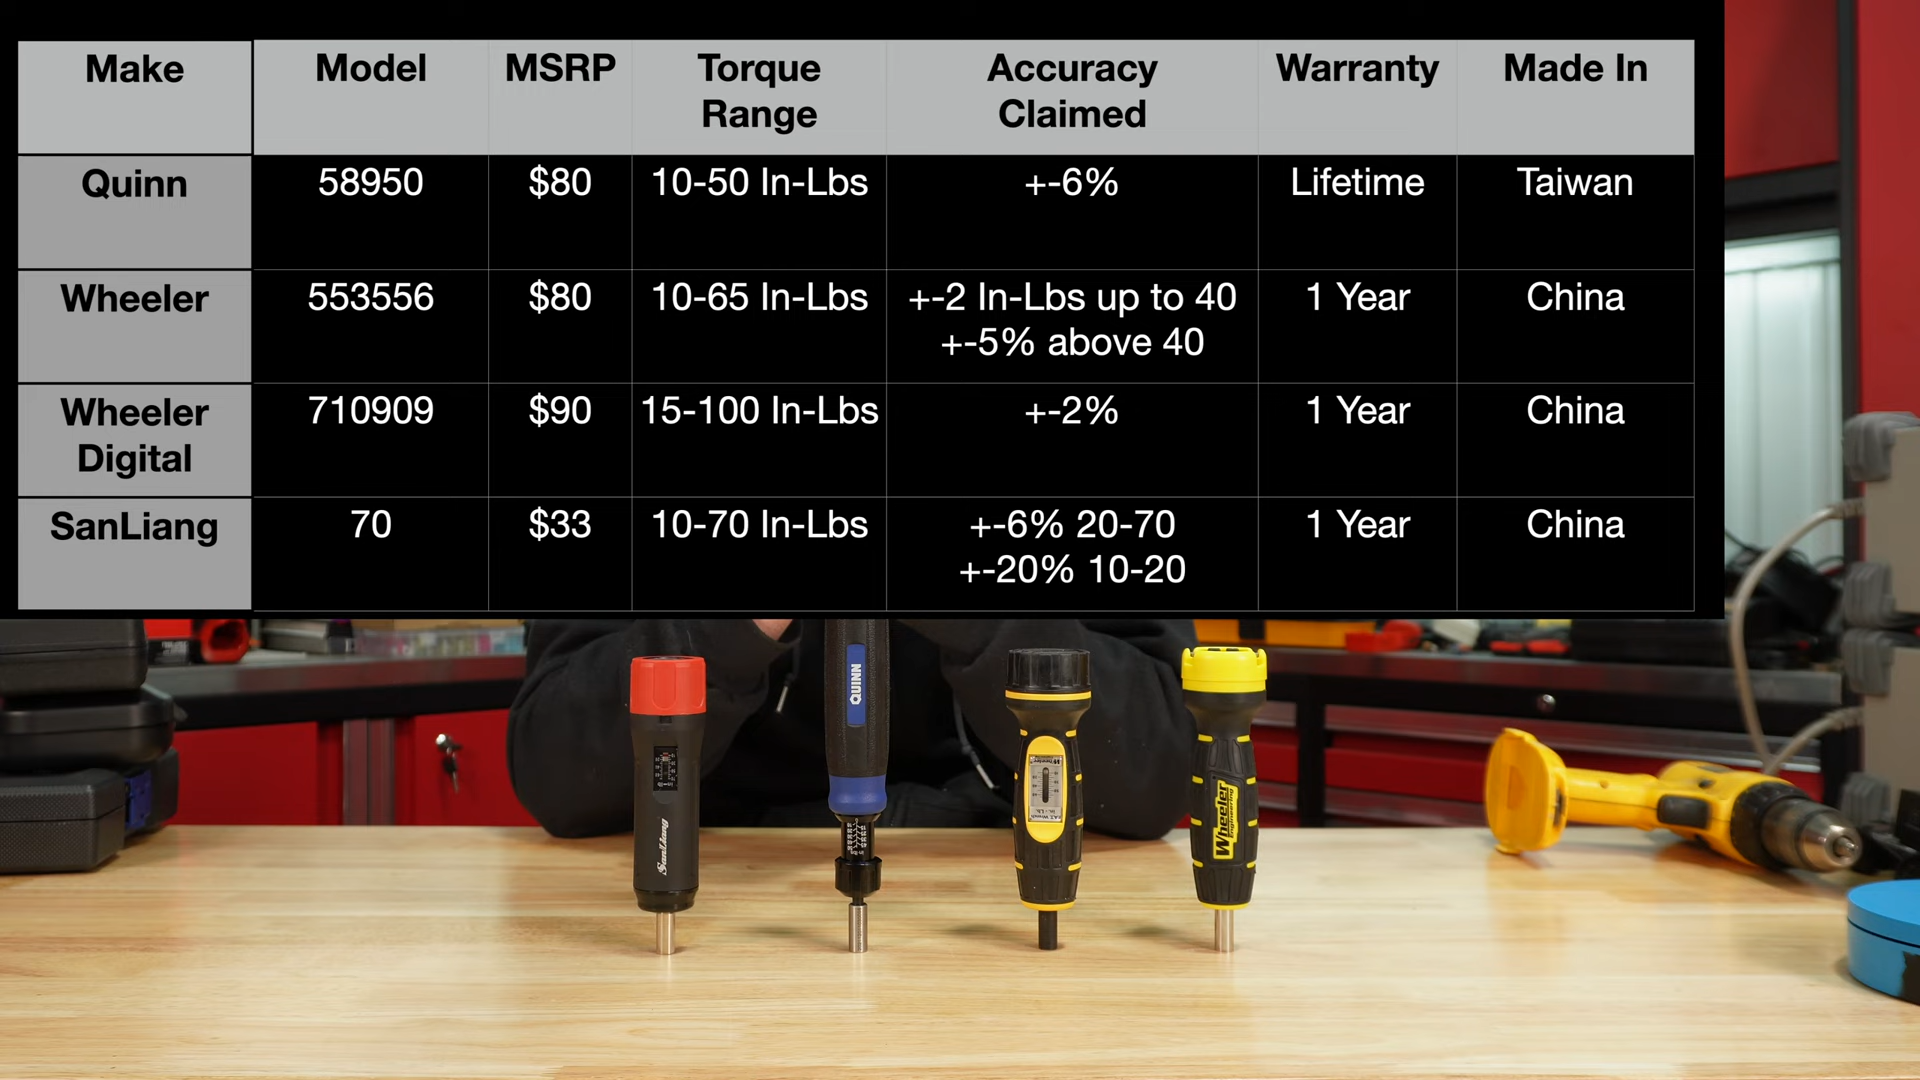 Make Model MSRP Torque Range Accuracy Claimed Warranty Made In
Quinn 58950 $80 10-50 In-Lbs +-6% Lifetime Taiwan
Wheeler 553556 $80 10-65 In-Lbs +-2 In-Lbs up to 40 +-5% above 40 1 Year China
Wheeler Digital 710909 $90 15-100 In-Lbs +-2% 1 Year China
SanLiang 70 $33 10-70 In-Lbs +-6% 20-70 +-20% 10-20 1 Year China
SanLiang
QUINN
Wheeler
Wheeler
Engineering